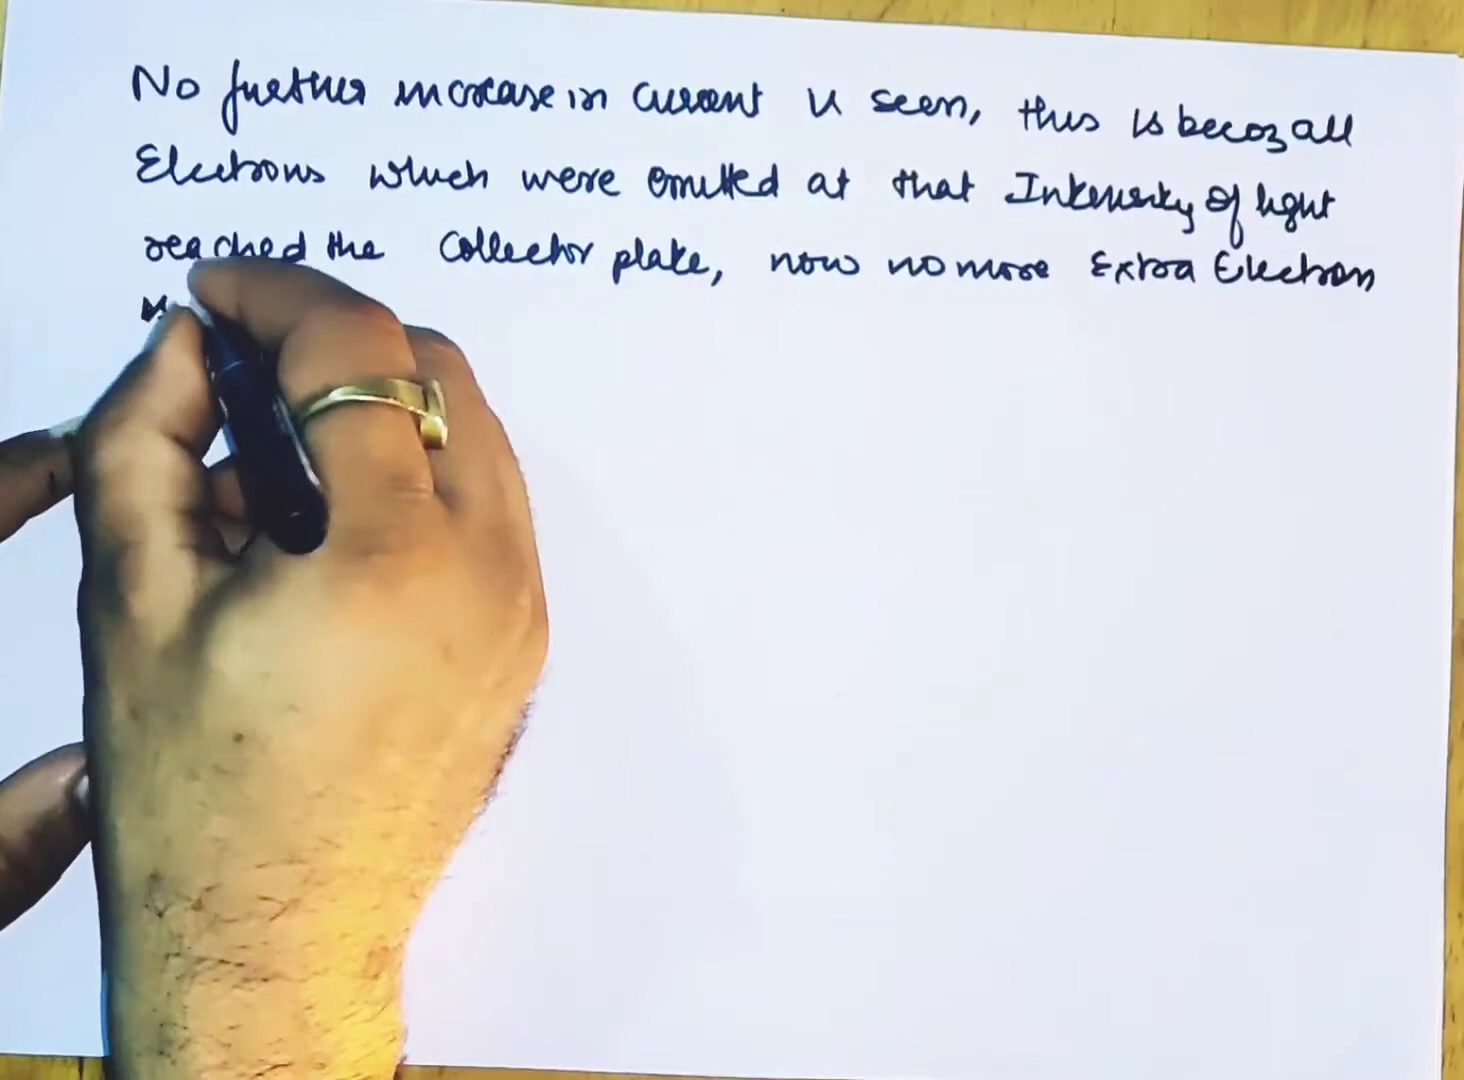 No further increase in current is seen, this is becoz all
Electrons which were emitted at that Intensity of light
reached the Collector plate, now no more Extra Electron